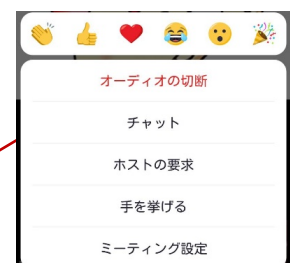 オーディオの切断
チャット
ホストの要求
手を挙げる
ミーティング設定